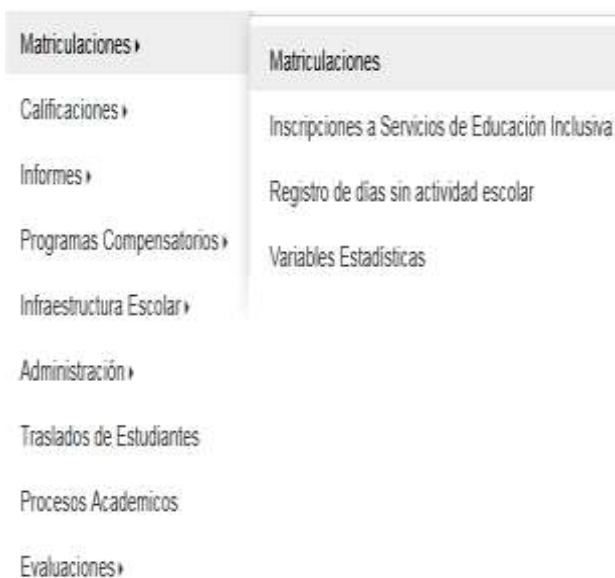 Matriculaciones
Calificaciones
Informes
Programas Compensatorios
Infraestructura Escolar
Administración
Traslados de Estudiantes
Procesos Academicos
Evaluaciones
Matriculaciones
Inscripciones a Servicios de Educación Inclusiva
Registro de días sin actividad escolar
Variables Estadísticas